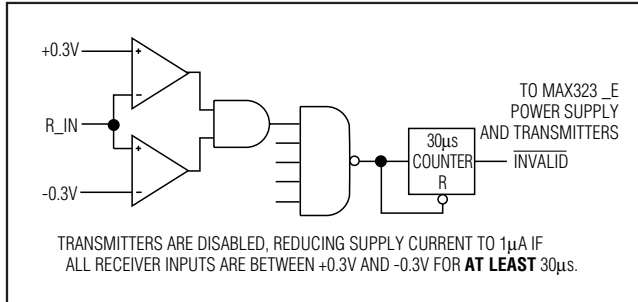 +0.3V
R_IN
-0.3V
+
-
+
-
30µs
COUNTER
R
TO MAX323 _E
POWER SUPPLY
AND TRANSMITTERS
INVALID
TRANSMITTERS ARE DISABLED, REDUCING SUPPLY CURRENT TO 1µA IF
ALL RECEIVER INPUTS ARE BETWEEN +0.3V AND -0.3V FOR AT LEAST 30µs.